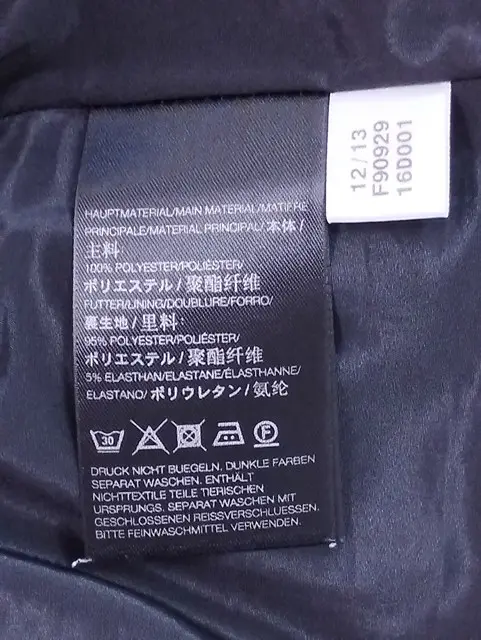 HAUPTMATERIAL/MAIN MATERIAL/MATIÈRE
PRINCIPALE/MATERIAL PRINCIPAL/本体/
主料
100% POLYESTER/POLIÉSTER/
ポリエステル/聚酯纤维
FUTTER/LINING/DOUBLURE/FORRO/
裏生地/里料:
95% POLYESTER/POLIÉSTER/
ポリエステル/聚酯纤维
5% ELASTHAN/ELASTANE/ÉLASTHANNE/
ELASTANO/ポリウレタン/氨纶
30
DRUCK NICHT BUEGELN. DUNKLE FARBEN
SEPARAT WASCHEN. ENTHÄLT
NICHTTEXTILE TEILE TIERISCHEN
URSPRUNGS. SEPARAT WASCHEN MIT
GESCHLOSSENEN REISSVERSCHLUESSEN.
BITTE FEINWASCHMITTEL VERWENDEN.
12/13
F90929
16D001